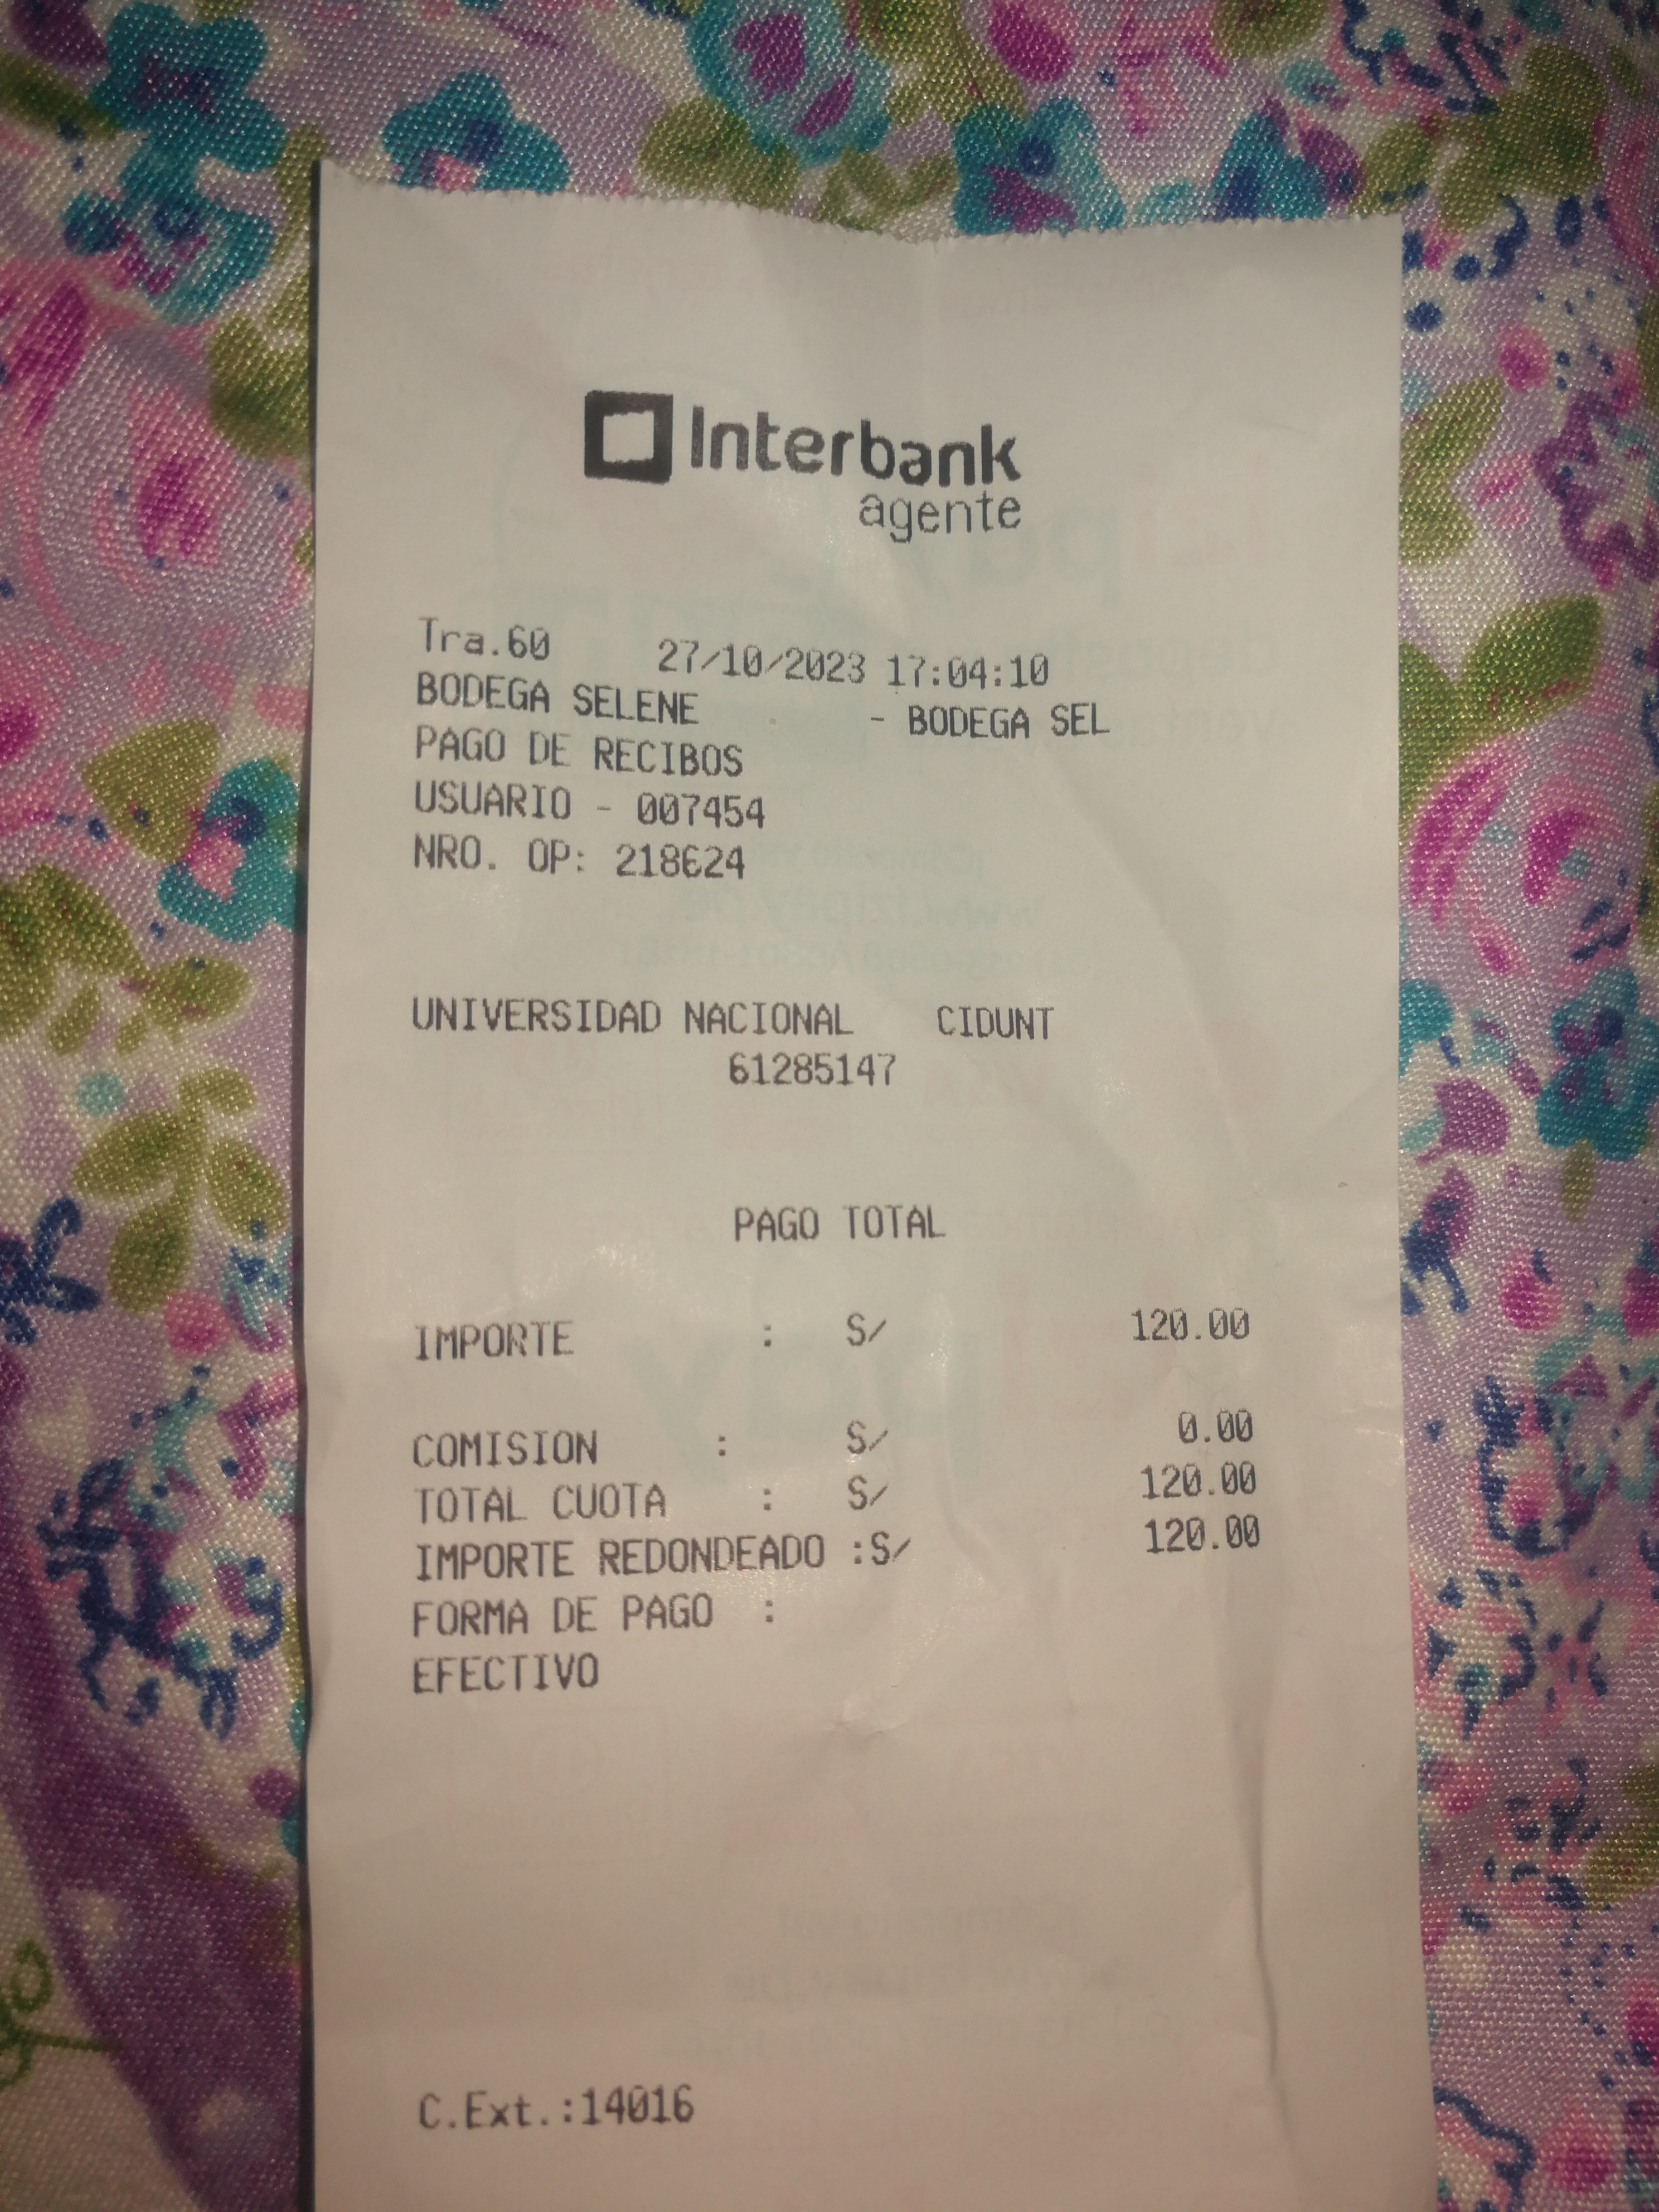 Interbank
agente
Tra.60 27/10/2023 17:04:10
BODEGA SELENE - BODEGA SEL
PAGO DE RECIBOS
USUARIO - 007454
NRO. OP: 218624
UNIVERSIDAD NACIONAL CIDUNT
61285147
PAGO TOTAL
IMPORTE : S/ 120.00
COMISION : S/ 0.00
TOTAL CUOTA : S/ 120.00
IMPORTE REDONDEADO :S/ 120.00
FORMA DE PAGO :
EFECTIVO
C.Ext.:14016